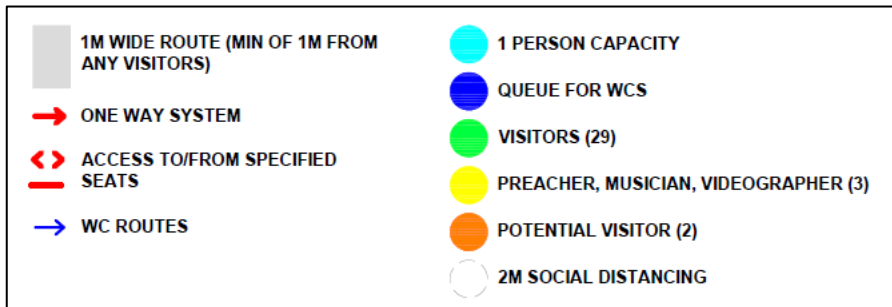 1M WIDE ROUTE (MIN OF 1M FROM
ANY VISITORS)
ONE WAY SYSTEM
ACCESS TO/FROM SPECIFIED
SEATS
WC ROUTES
1 PERSON CAPACITY
QUEUE FOR WCS
VISITORS (29)
PREACHER, MUSICIAN, VIDEOGRAPHER (3)
POTENTIAL VISITOR (2)
2M SOCIAL DISTANCING